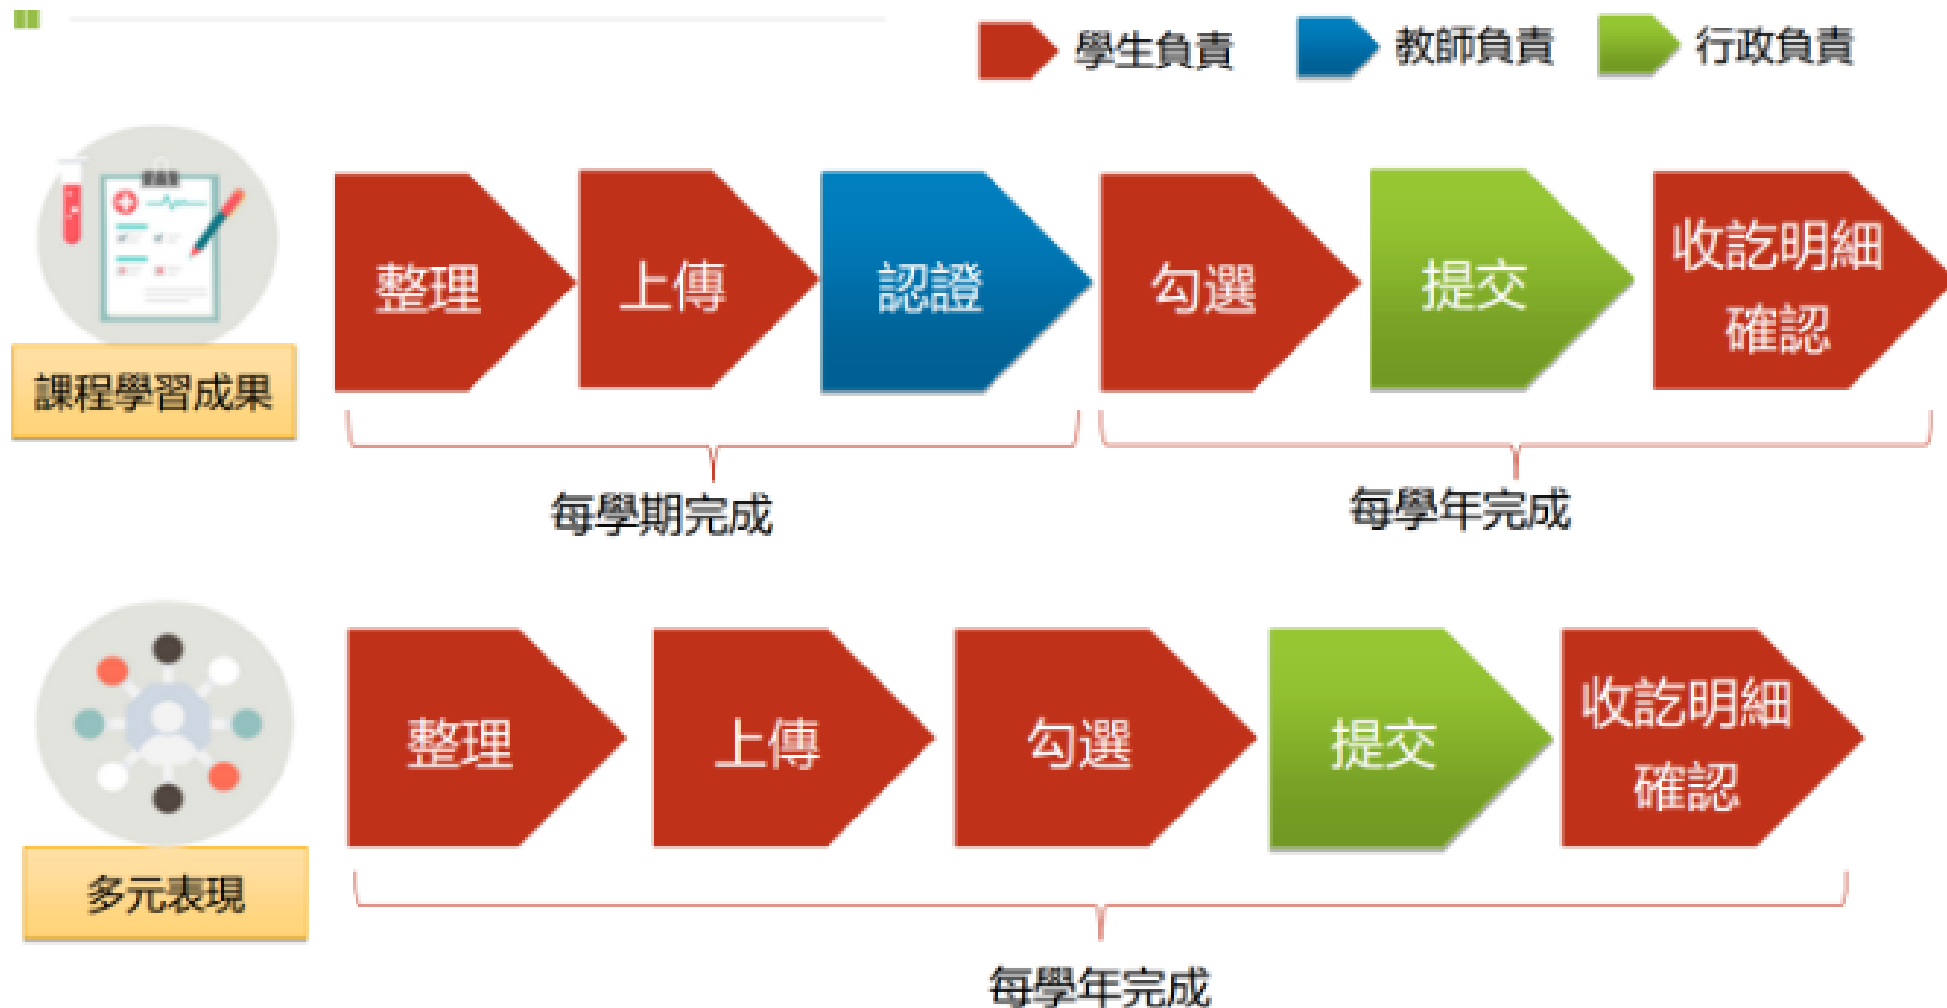 學生負責 教師負責 行政負責
整理 上傳 認證 勾選 提交 收訖明細
確認
課程學習成果
每學期完成 每學年完成
整理 上傳 勾選 提交 收訖明細
確認
多元表現
每學年完成